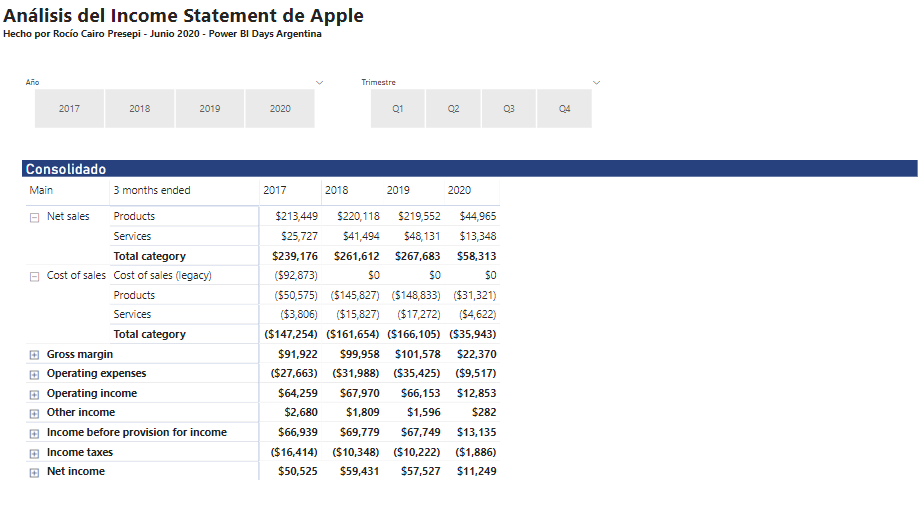 Análisis del Income Statement de Apple
Hecho por Rocío Cairo Presepi - Junio 2020 - Power BI Days Argentina
Año
Trimestre
2017 2018 2019 2020
Q1 Q2 Q3 Q4
Consolidado
Main 3 months ended 2017 2018 2019 2020
Net sales Products $213,449 $220,118 $219,552 $44,965
Services $25,727 $41,494 $48,131 $13,348
Total category $239,176 $261,612 $267,683 $58,313
Cost of sales Cost of sales (legacy) ($92,873) $0 $0 $0
Products ($50,575) ($145,827) ($148,833) ($31,321)
Services ($3,806) ($15,827) ($17,272) ($4,622)
Total category ($147,254) ($161,654) ($166,105) ($35,943)
Gross margin $91,922 $99,958 $101,578 $22,370
Operating expenses ($27,663) ($31,988) ($35,425) ($9,517)
Operating income $64,259 $67,970 $66,153 $12,853
Other income $2,680 $1,809 $1,596 $282
Income before provision for income $66,939 $69,779 $67,749 $13,135
Income taxes ($16,414) ($10,348) ($10,222) ($1,886)
Net income $50,525 $59,431 $57,527 $11,249